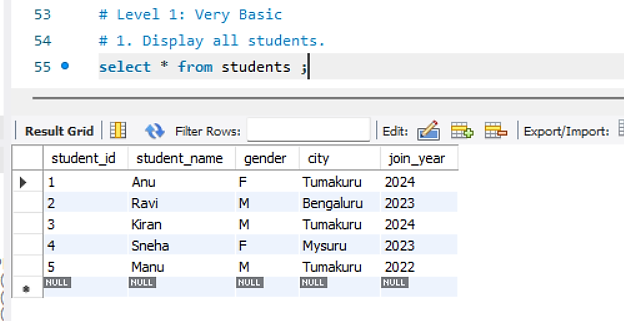 53 # Level 1: Very Basic
54 # 1. Display all students.
55 select * from students ;
Result Grid Filter Rows: Edit: Export/Import:
student_id student_name gender city join_year
1 Anu F Tumakuru 2024
2 Ravi M Bengaluru 2023
3 Kiran M Tumakuru 2024
4 Sneha F Mysuru 2023
5 Manu M Tumakuru 2022
NULL NULL NULL NULL NULL